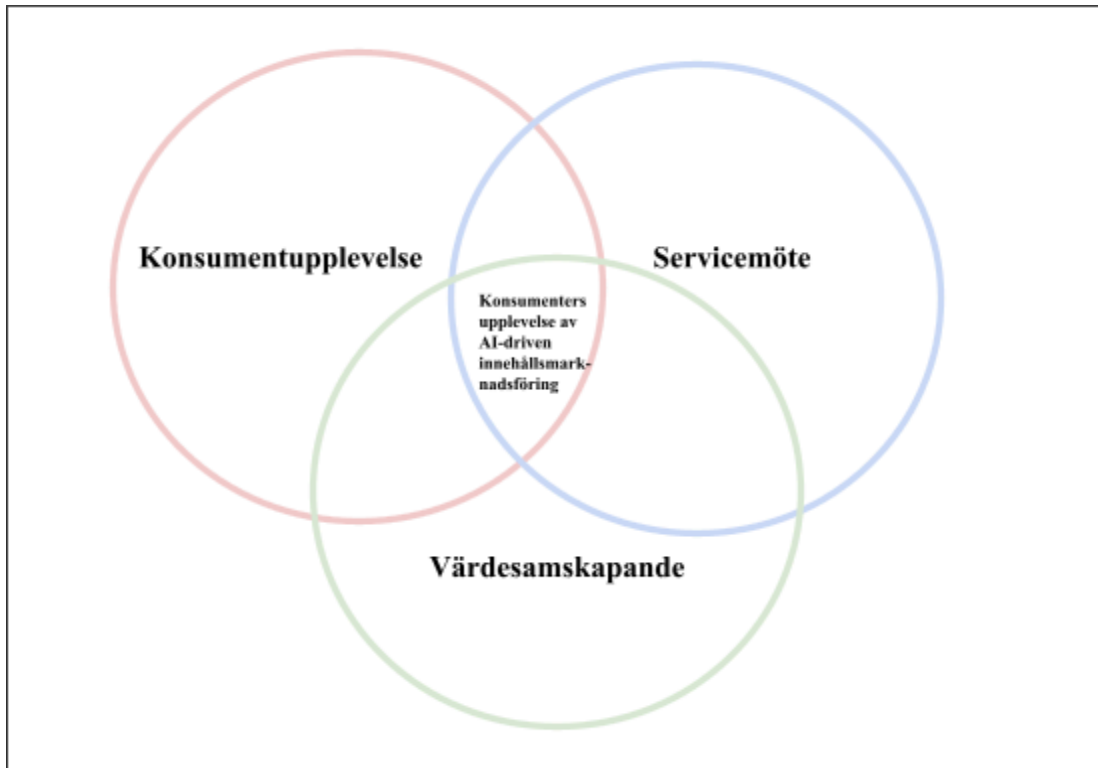 Konsumentupplevelse
Servicemöte
Konsumenters
upplevelse av
AI-driven
innehållsmark-
nadsföring
Värdesamskapande